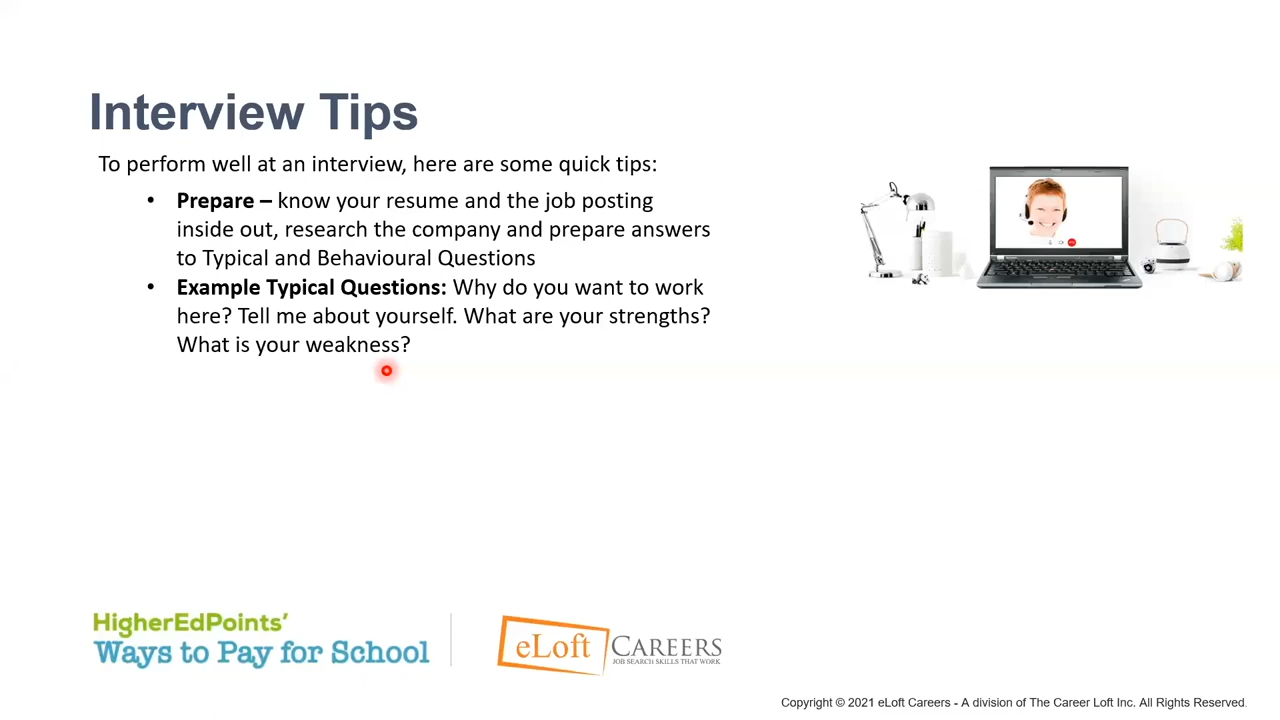 Interview Tips
To perform well at an interview, here are some quick tips:
• Prepare – know your resume and the job posting
inside out, research the company and prepare answers
to Typical and Behavioural Questions
• Example Typical Questions: Why do you want to work
here? Tell me about yourself. What are your strengths?
What is your weakness?
HigherEdPoints’
Ways to Pay for School
eLoft CAREERS
JOB SEARCH SKILLS THAT WORK
Copyright © 2021 eLoft Careers - A division of The Career Loft Inc. All Rights Reserved.